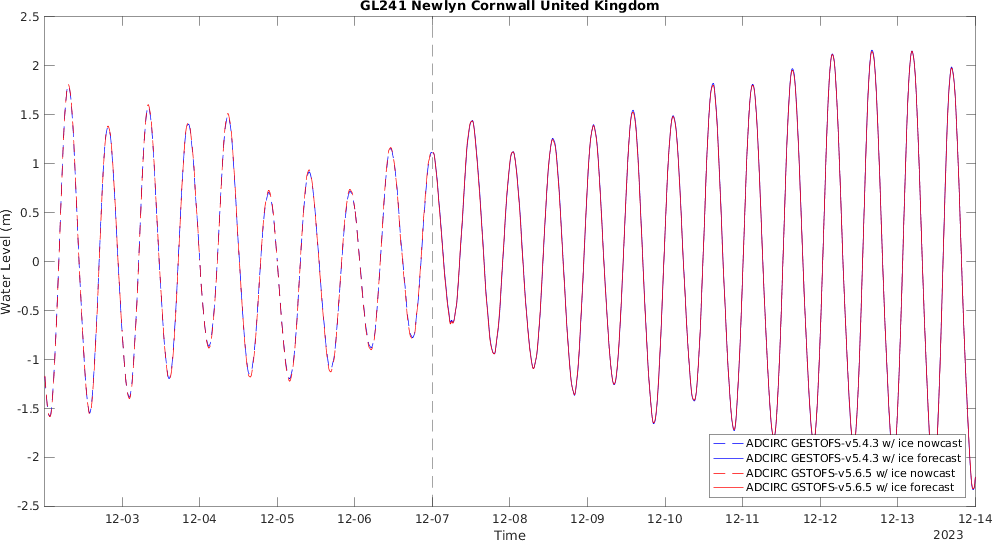 GL241 Newlyn Cornwall United Kingdom
2.5
2
1.5
1
0.5
0
-0.5
-1
-1.5
-2
-2.5
Water Level (m)
ADCIRC GESTOFS-v5.4.3 w/ ice nowcast
ADCIRC GESTOFS-v5.4.3 w/ ice forecast
ADCIRC GSTOFS-v5.6.5 w/ ice nowcast
ADCIRC GSTOFS-v5.6.5 w/ ice forecast
12-03 12-04 12-05 12-06 12-07 12-08 12-09 12-10 12-11 12-12 12-13 12-14
Time
2023